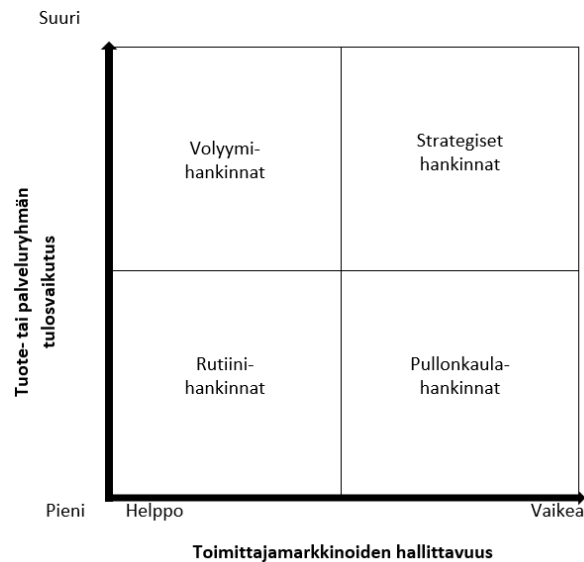 Suuri
Volyymi-
hankinnat
Strategiset
hankinnat
Tuote- tai palveluryhmän
tulosvaikutus
Rutiini-
hankinnat
Pullonkaula-
hankinnat
Pieni
Helppo
Vaikea
Toimittajamarkkinoiden hallittavuus